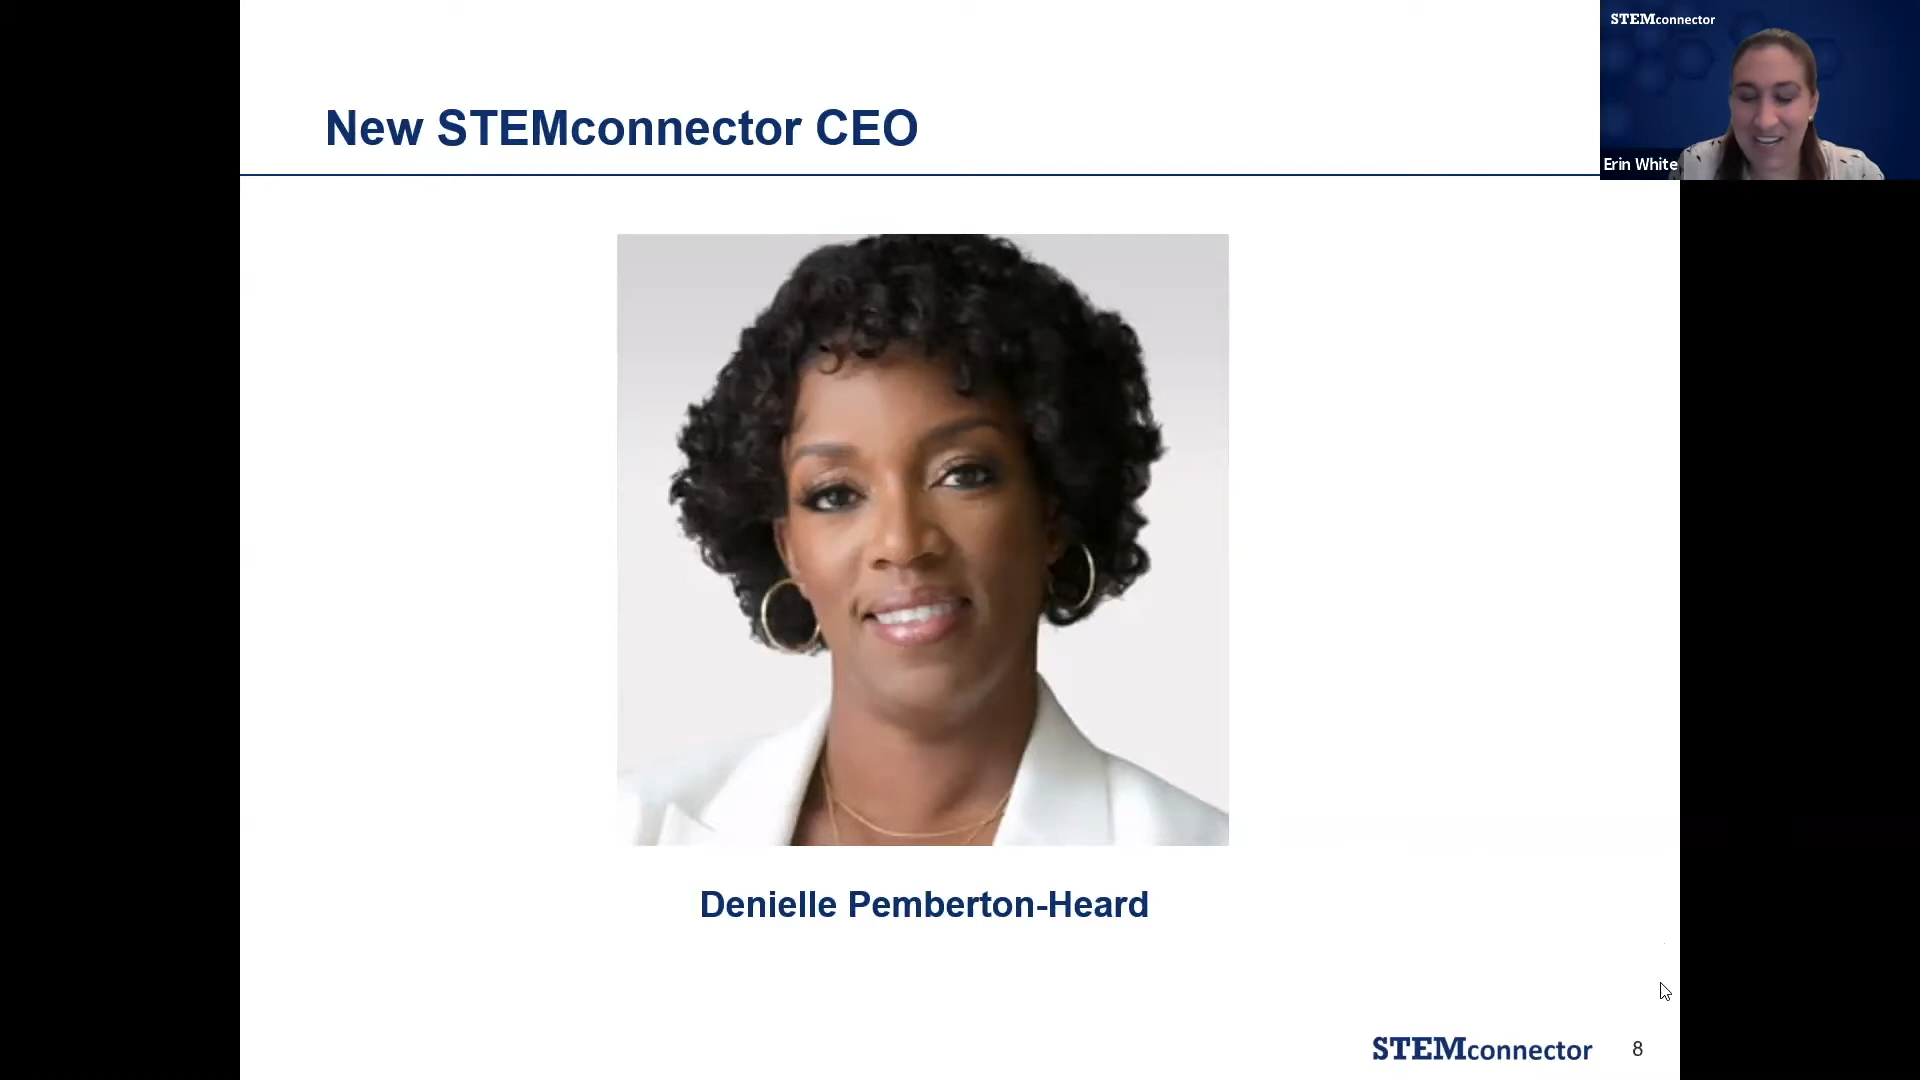 STEMconnector
Erin White
New STEMconnector CEO
Denielle Pemberton-Heard
STEMconnector
8